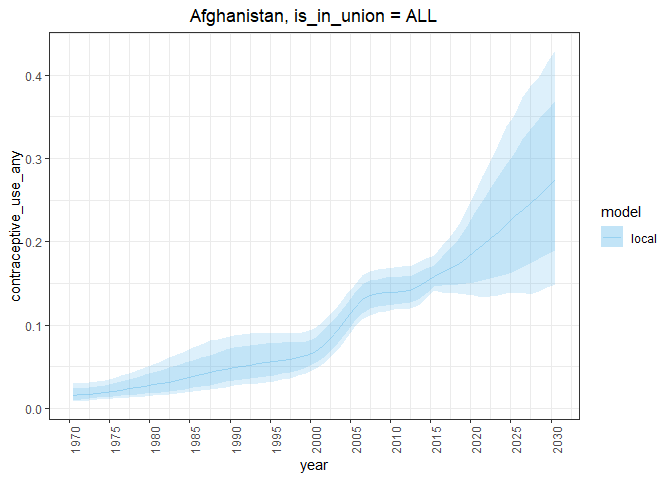 Afghanistan, is_in_union = ALL
contraceptive_use_any
0.4
0.3
0.2
0.1
0.0
1970 1975 1980 1985 1990 1995 2000 2005 2010 2015 2020 2025 2030
year
model
local